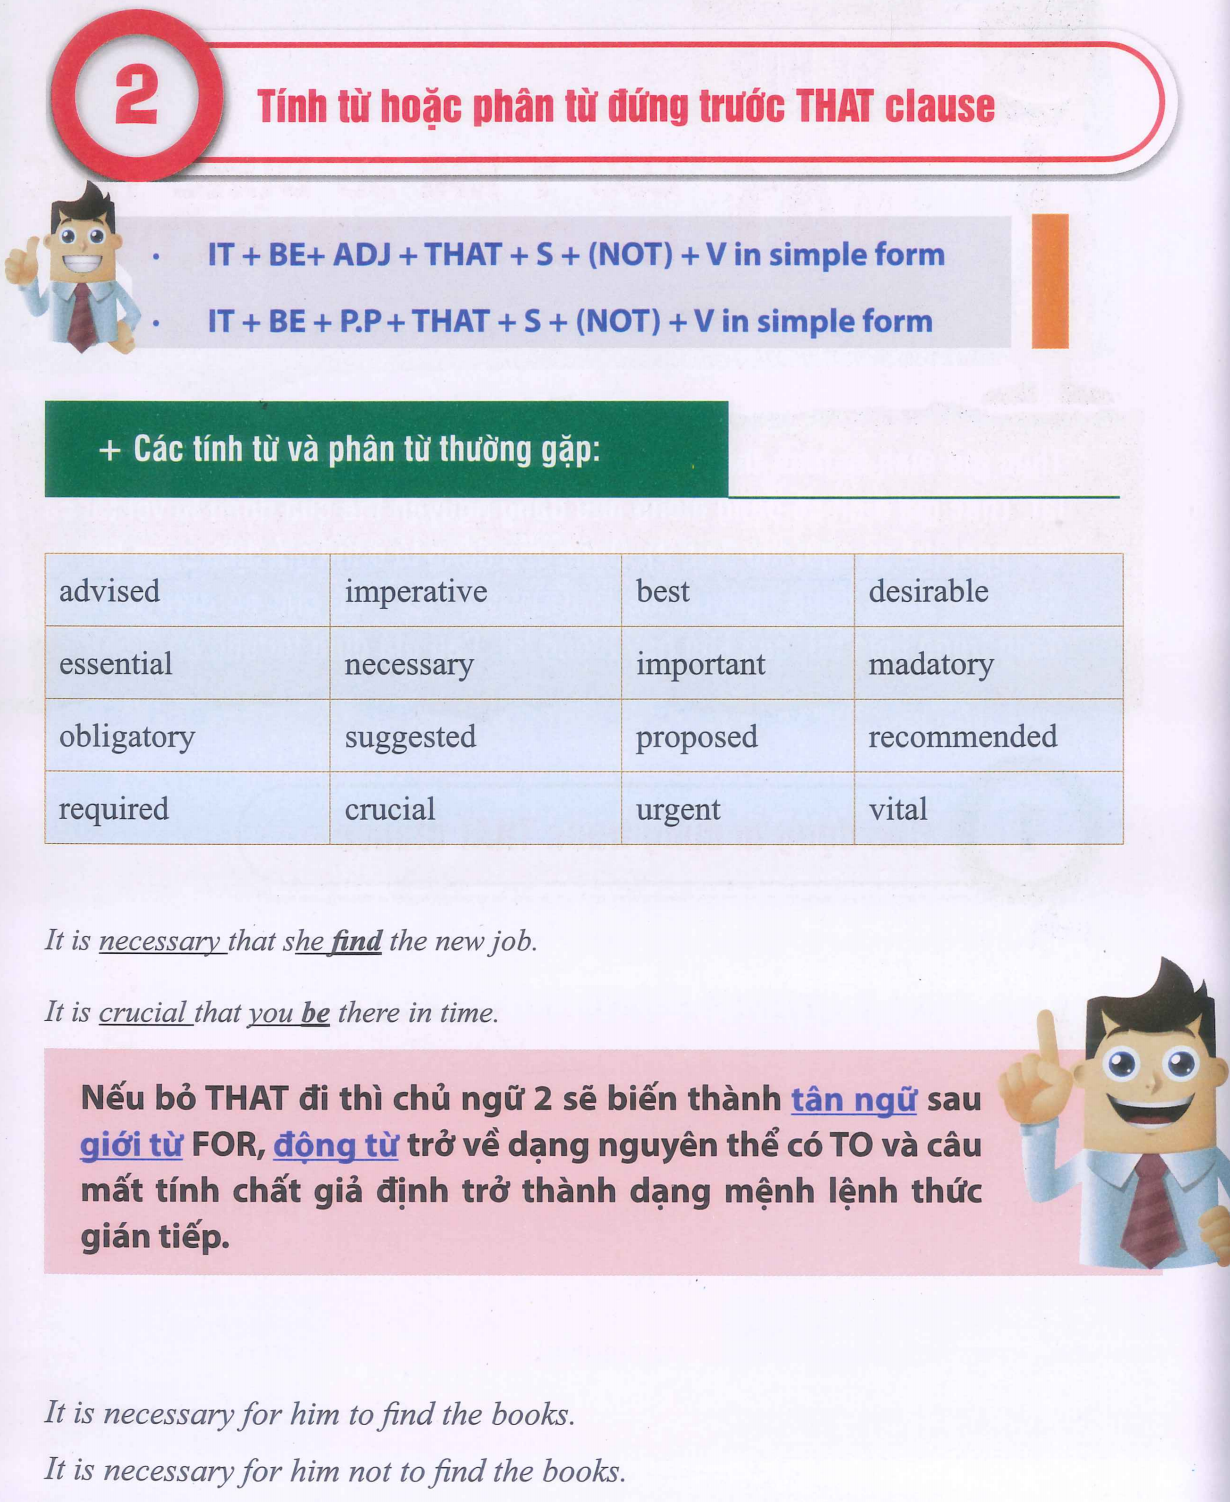 2
Tính từ hoặc phân từ đứng trước THAT clause
· IT + BE+ ADJ + THAT + S + (NOT) + V in simple form
· IT + BE + P.P + THAT + S + (NOT) + V in simple form
+ Các tính từ và phân từ thường gặp:
advised imperative best desirable
essential necessary important madatory
obligatory suggested proposed recommended
required crucial urgent vital
It is necessary that she find the new job.
It is crucial that you be there in time.
Nếu bỏ THAT đi thì chủ ngữ 2 sẽ biến thành tân ngữ sau
giới từ FOR, động từ trở về dạng nguyên thể có TO và câu
mất tính chất giả định trở thành dạng mệnh lệnh thức
gián tiếp.
It is necessary for him to find the books.
It is necessary for him not to find the books.